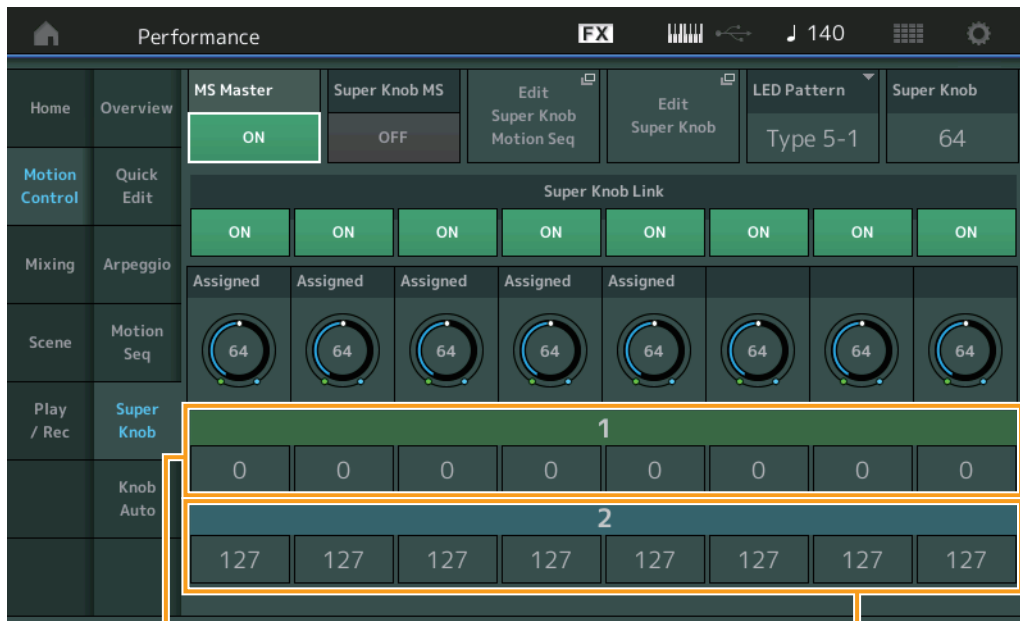 Performance FX ♩ 140
Home
Motion
Control
Mixing
Scene
Play
/ Rec
Overview
Quick
Edit
Arpeggio
Motion
Seq
Super
Knob
Knob
Auto
MS Master
ON
Super Knob MS
OFF
Edit
Super Knob
Motion Seq
Edit
Super Knob
LED Pattern
Type 5-1
Super Knob
64
Super Knob Link
ON ON ON ON ON ON ON ON
Assigned Assigned Assigned Assigned Assigned
64 64 64 64 64 64 64 64
1
0 0 0 0 0 0 0 0
2
127 127 127 127 127 127 127 127